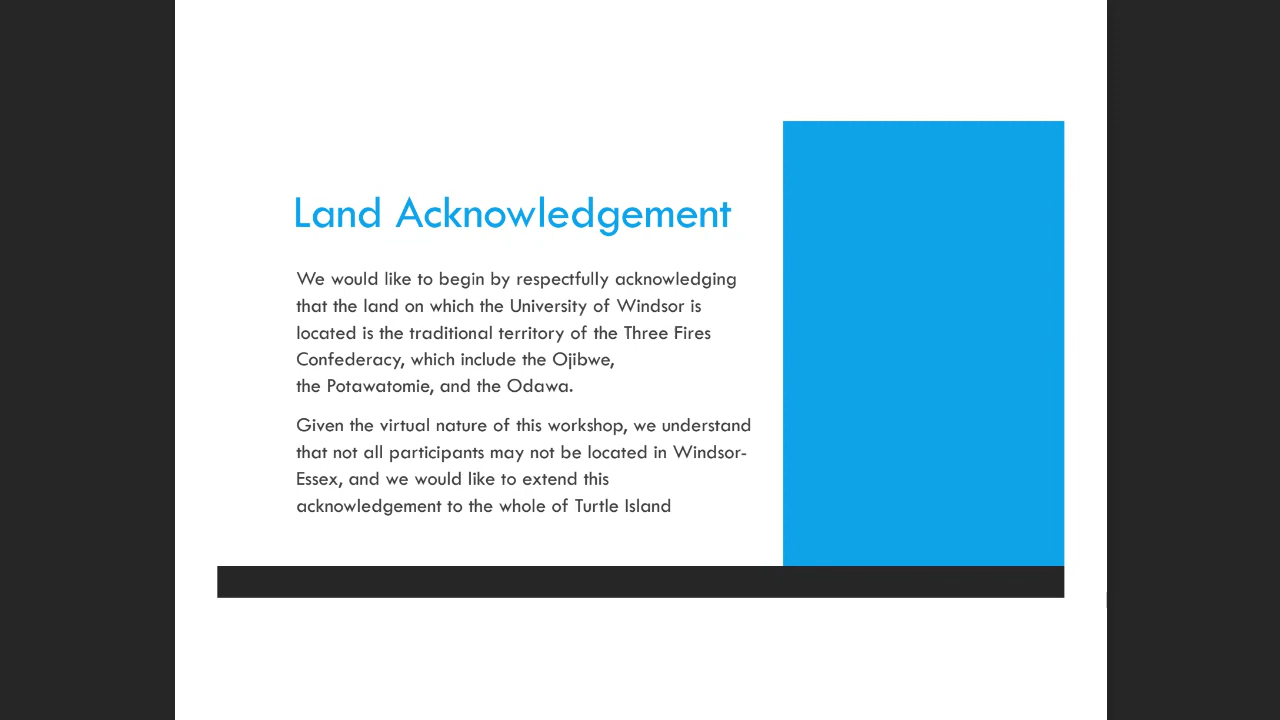 Land Acknowledgement
We would like to begin by respectfully acknowledging
that the land on which the University of Windsor is
located is the traditional territory of the Three Fires
Confederacy, which include the Ojibwe,
the Potawatomie, and the Odawa.
Given the virtual nature of this workshop, we understand
that not all participants may not be located in Windsor-
Essex, and we would like to extend this
acknowledgement to the whole of Turtle Island